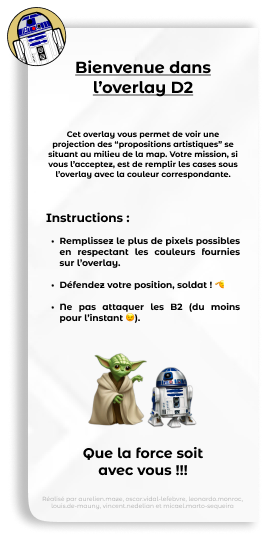 Bienvenue dans
l’overlay D2
Cet overlay vous permet de voir une
projection des “propositions artistiques” se
situant au milieu de la map. Votre mission, si
vous l’acceptez, est de remplir les cases sous
l’overlay avec la couleur correspondante.
Instructions :
• Remplissez le plus de pixels possibles
en respectant les couleurs fournies
sur l’overlay.
• Défendez votre position, soldat ! 🫡
• Ne pas attaquer les B2 (du moins
pour l’instant 😉).
Que la force soit
avec vous !!!
Réalisé par aurelien.mase, oscar.vidal-lefebvre, leonardo.monroc,
louis.de-mauny, vincent.nedelian et micael.morto-sequeira